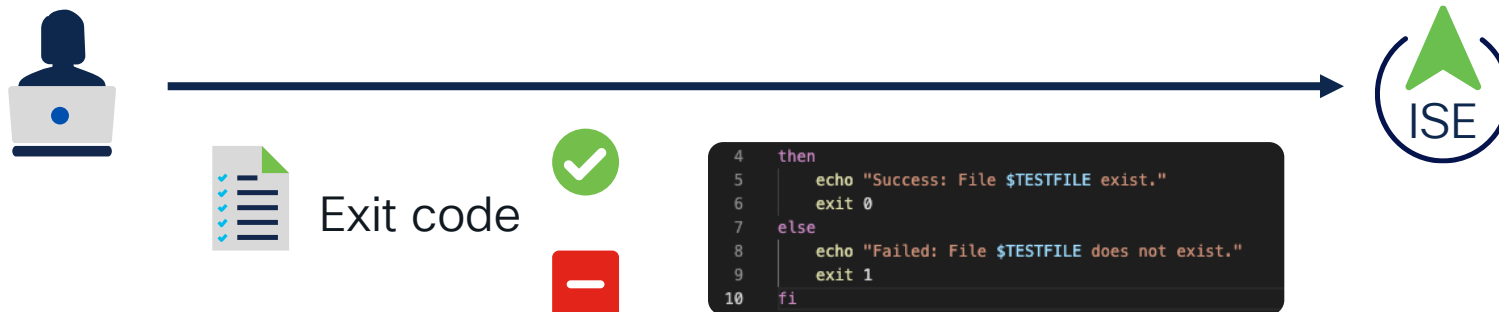 ISE
Exit code
4 then
5 echo "Success: File $TESTFILE exist."
6 exit 0
7 else
8 echo "Failed: File $TESTFILE does not exist."
9 exit 1
10 fi